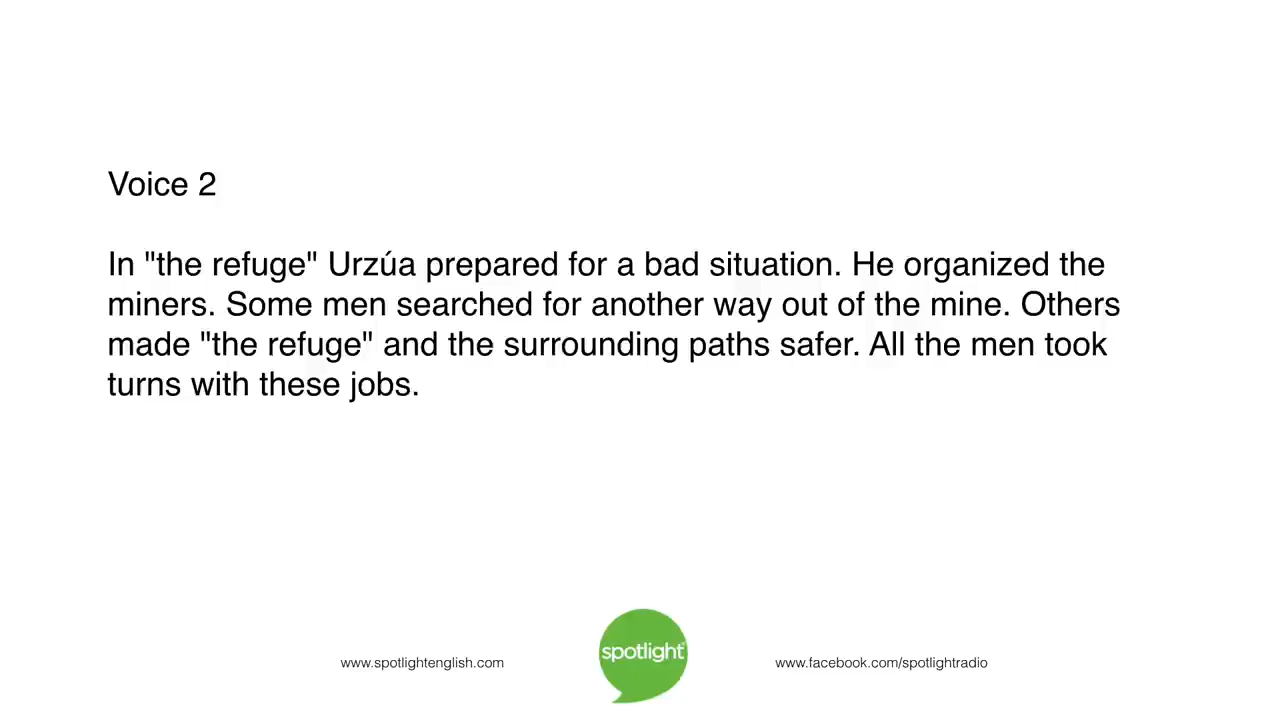 Voice 2
In "the refuge" Urzúa prepared for a bad situation. He organized the
miners. Some men searched for another way out of the mine. Others
made "the refuge" and the surrounding paths safer. All the men took
turns with these jobs.
spotlight
www.spotlightenglish.com
www.facebook.com/spotlightradio